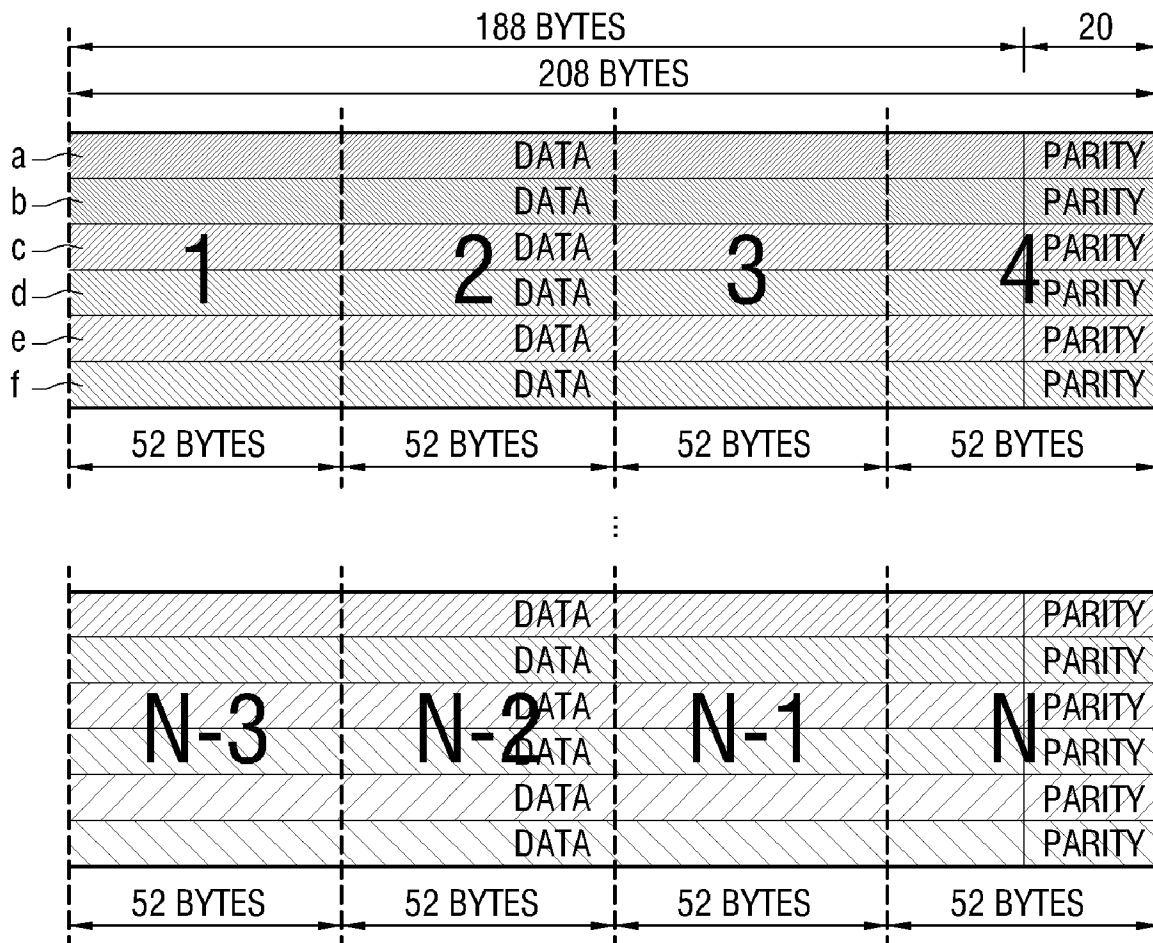 188 BYTES 20
208 BYTES
a DATA PARITY
b DATA PARITY
c DATA PARITY
1 2 3 4
d DATA PARITY
e DATA PARITY
f DATA PARITY
52 BYTES 52 BYTES 52 BYTES 52 BYTES
...
DATA PARITY
DATA PARITY
DATA PARITY
N-3 N-2 N-1 N
DATA PARITY
DATA PARITY
DATA PARITY
52 BYTES 52 BYTES 52 BYTES 52 BYTES